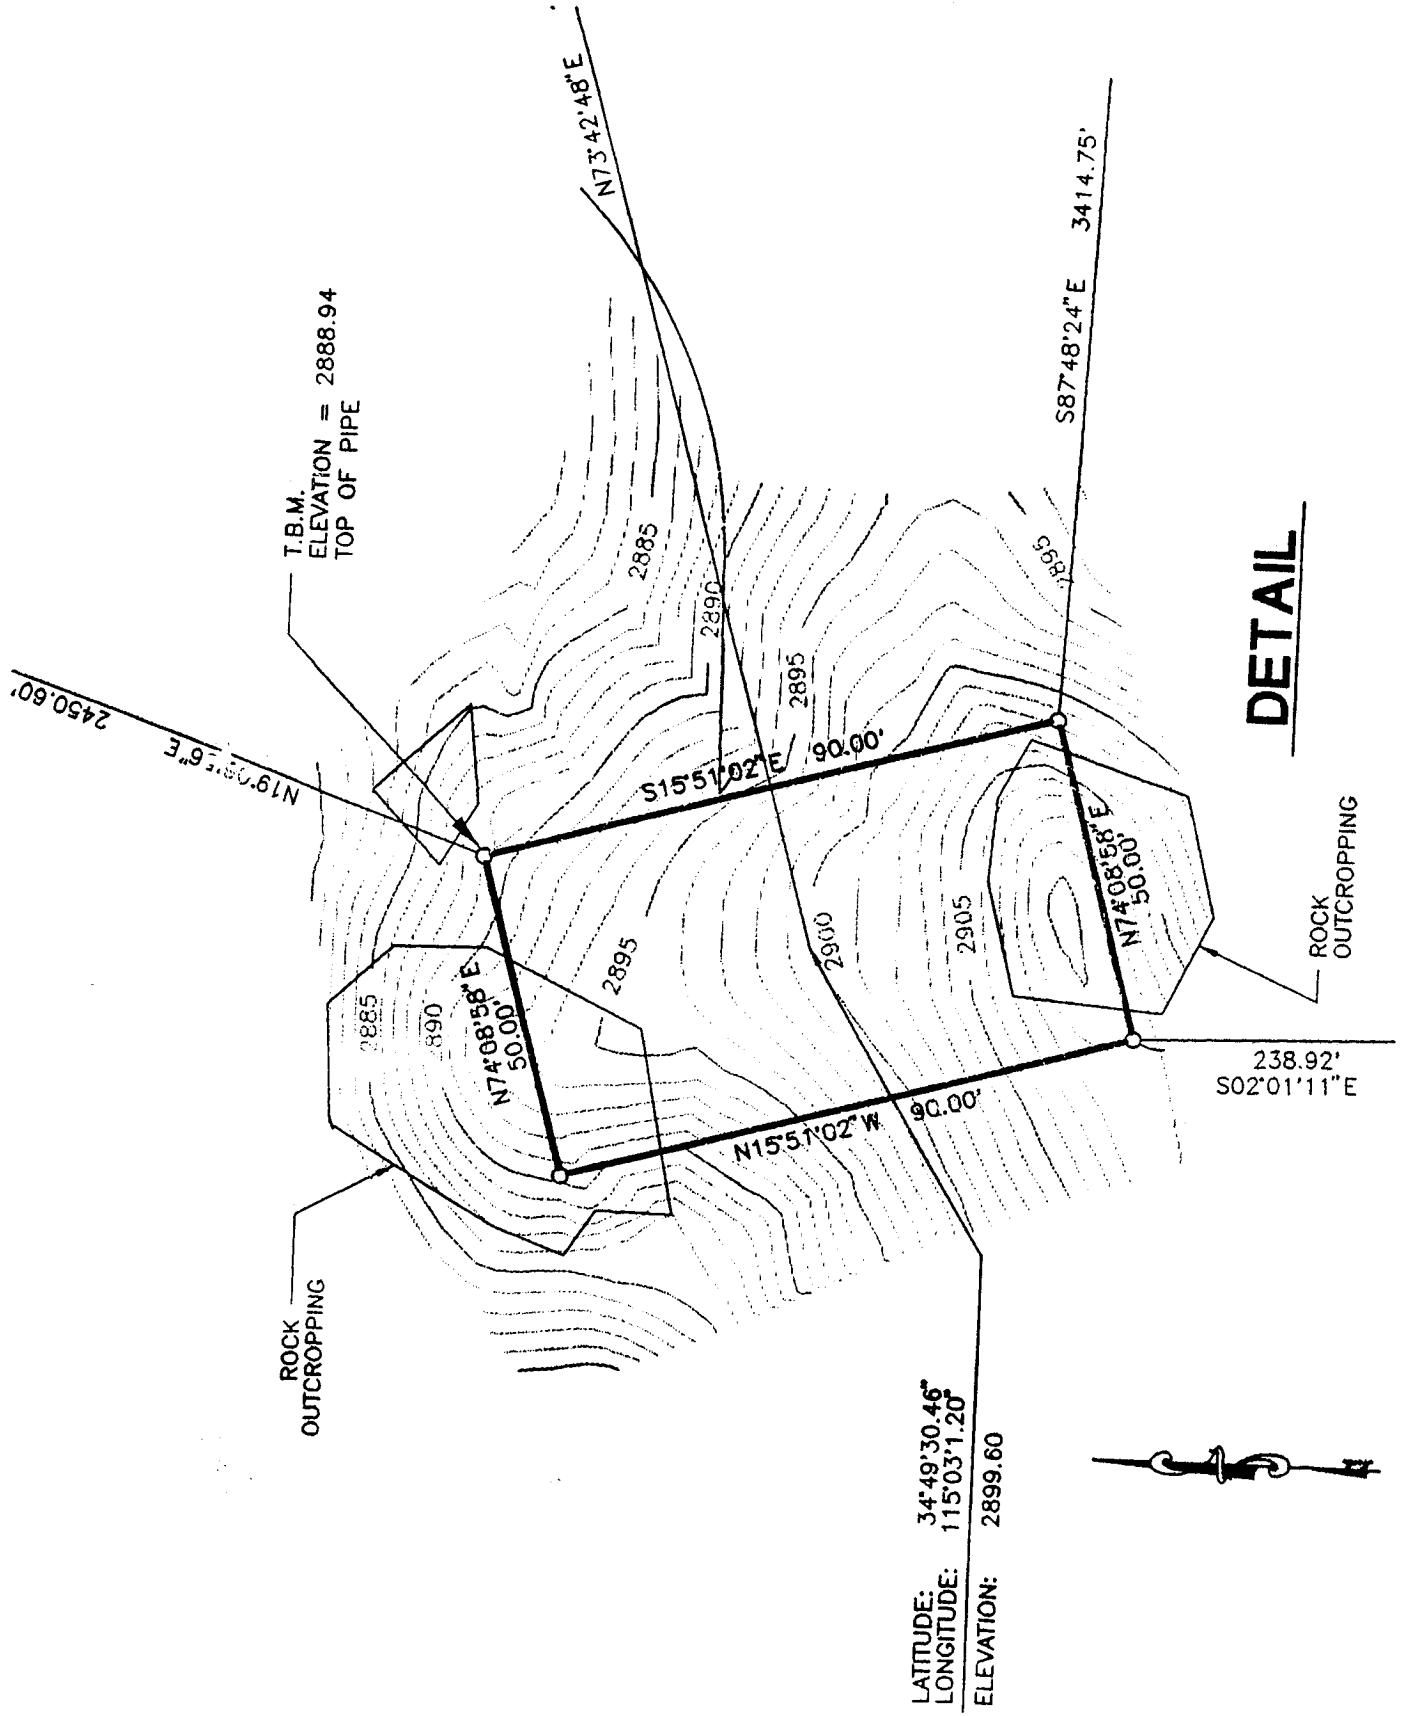 2450.60'
T.B.M.
ELEVATION = 2888.94
TOP OF PIPE
N73°42'48"E
S87°48'24"E 3414.75'
2885
2890
2895
2895
S15°51'02"E 90.00'
N74°08'58"E
50.00'
2885
2890
2895
2900
2905
N74°08'58"E
50.00'
N15°51'02"W 90.00'
ROCK
OUTCROPPING
ROCK
OUTCROPPING
238.92'
S02°01'11"E
LATITUDE: 34°49'30.46"
LONGITUDE: 115°03'1.20"
ELEVATION: 2899.60
DETAIL